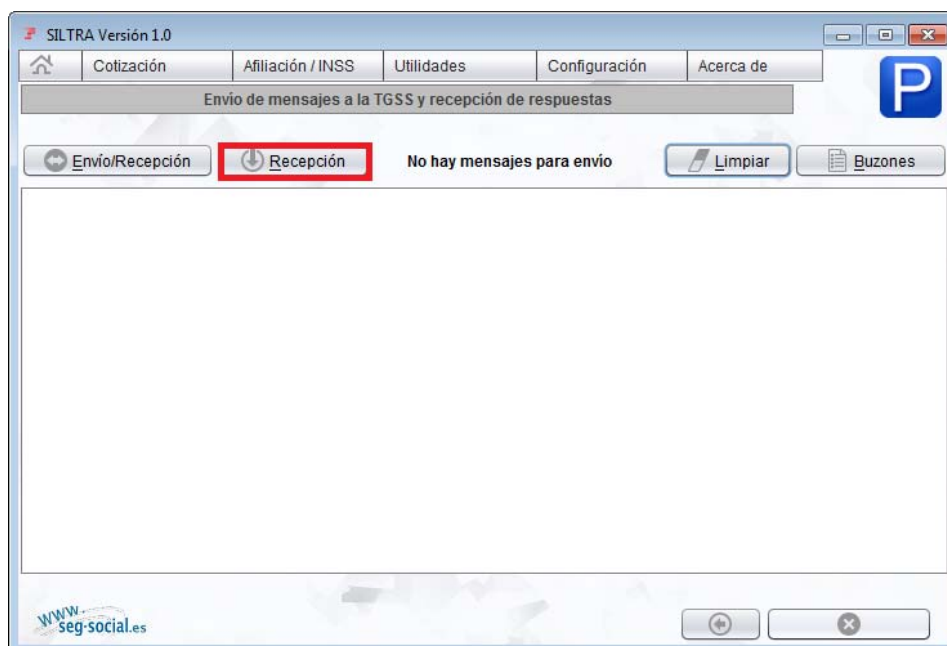 SILTRA Versión 1.0
Cotización Afiliación / INSS Utilidades Configuración Acerca de
P
Envío de mensajes a la TGSS y recepción de respuestas
Envío/Recepción Recepción No hay mensajes para envio Limpiar Buzones
www.
seg-social.es